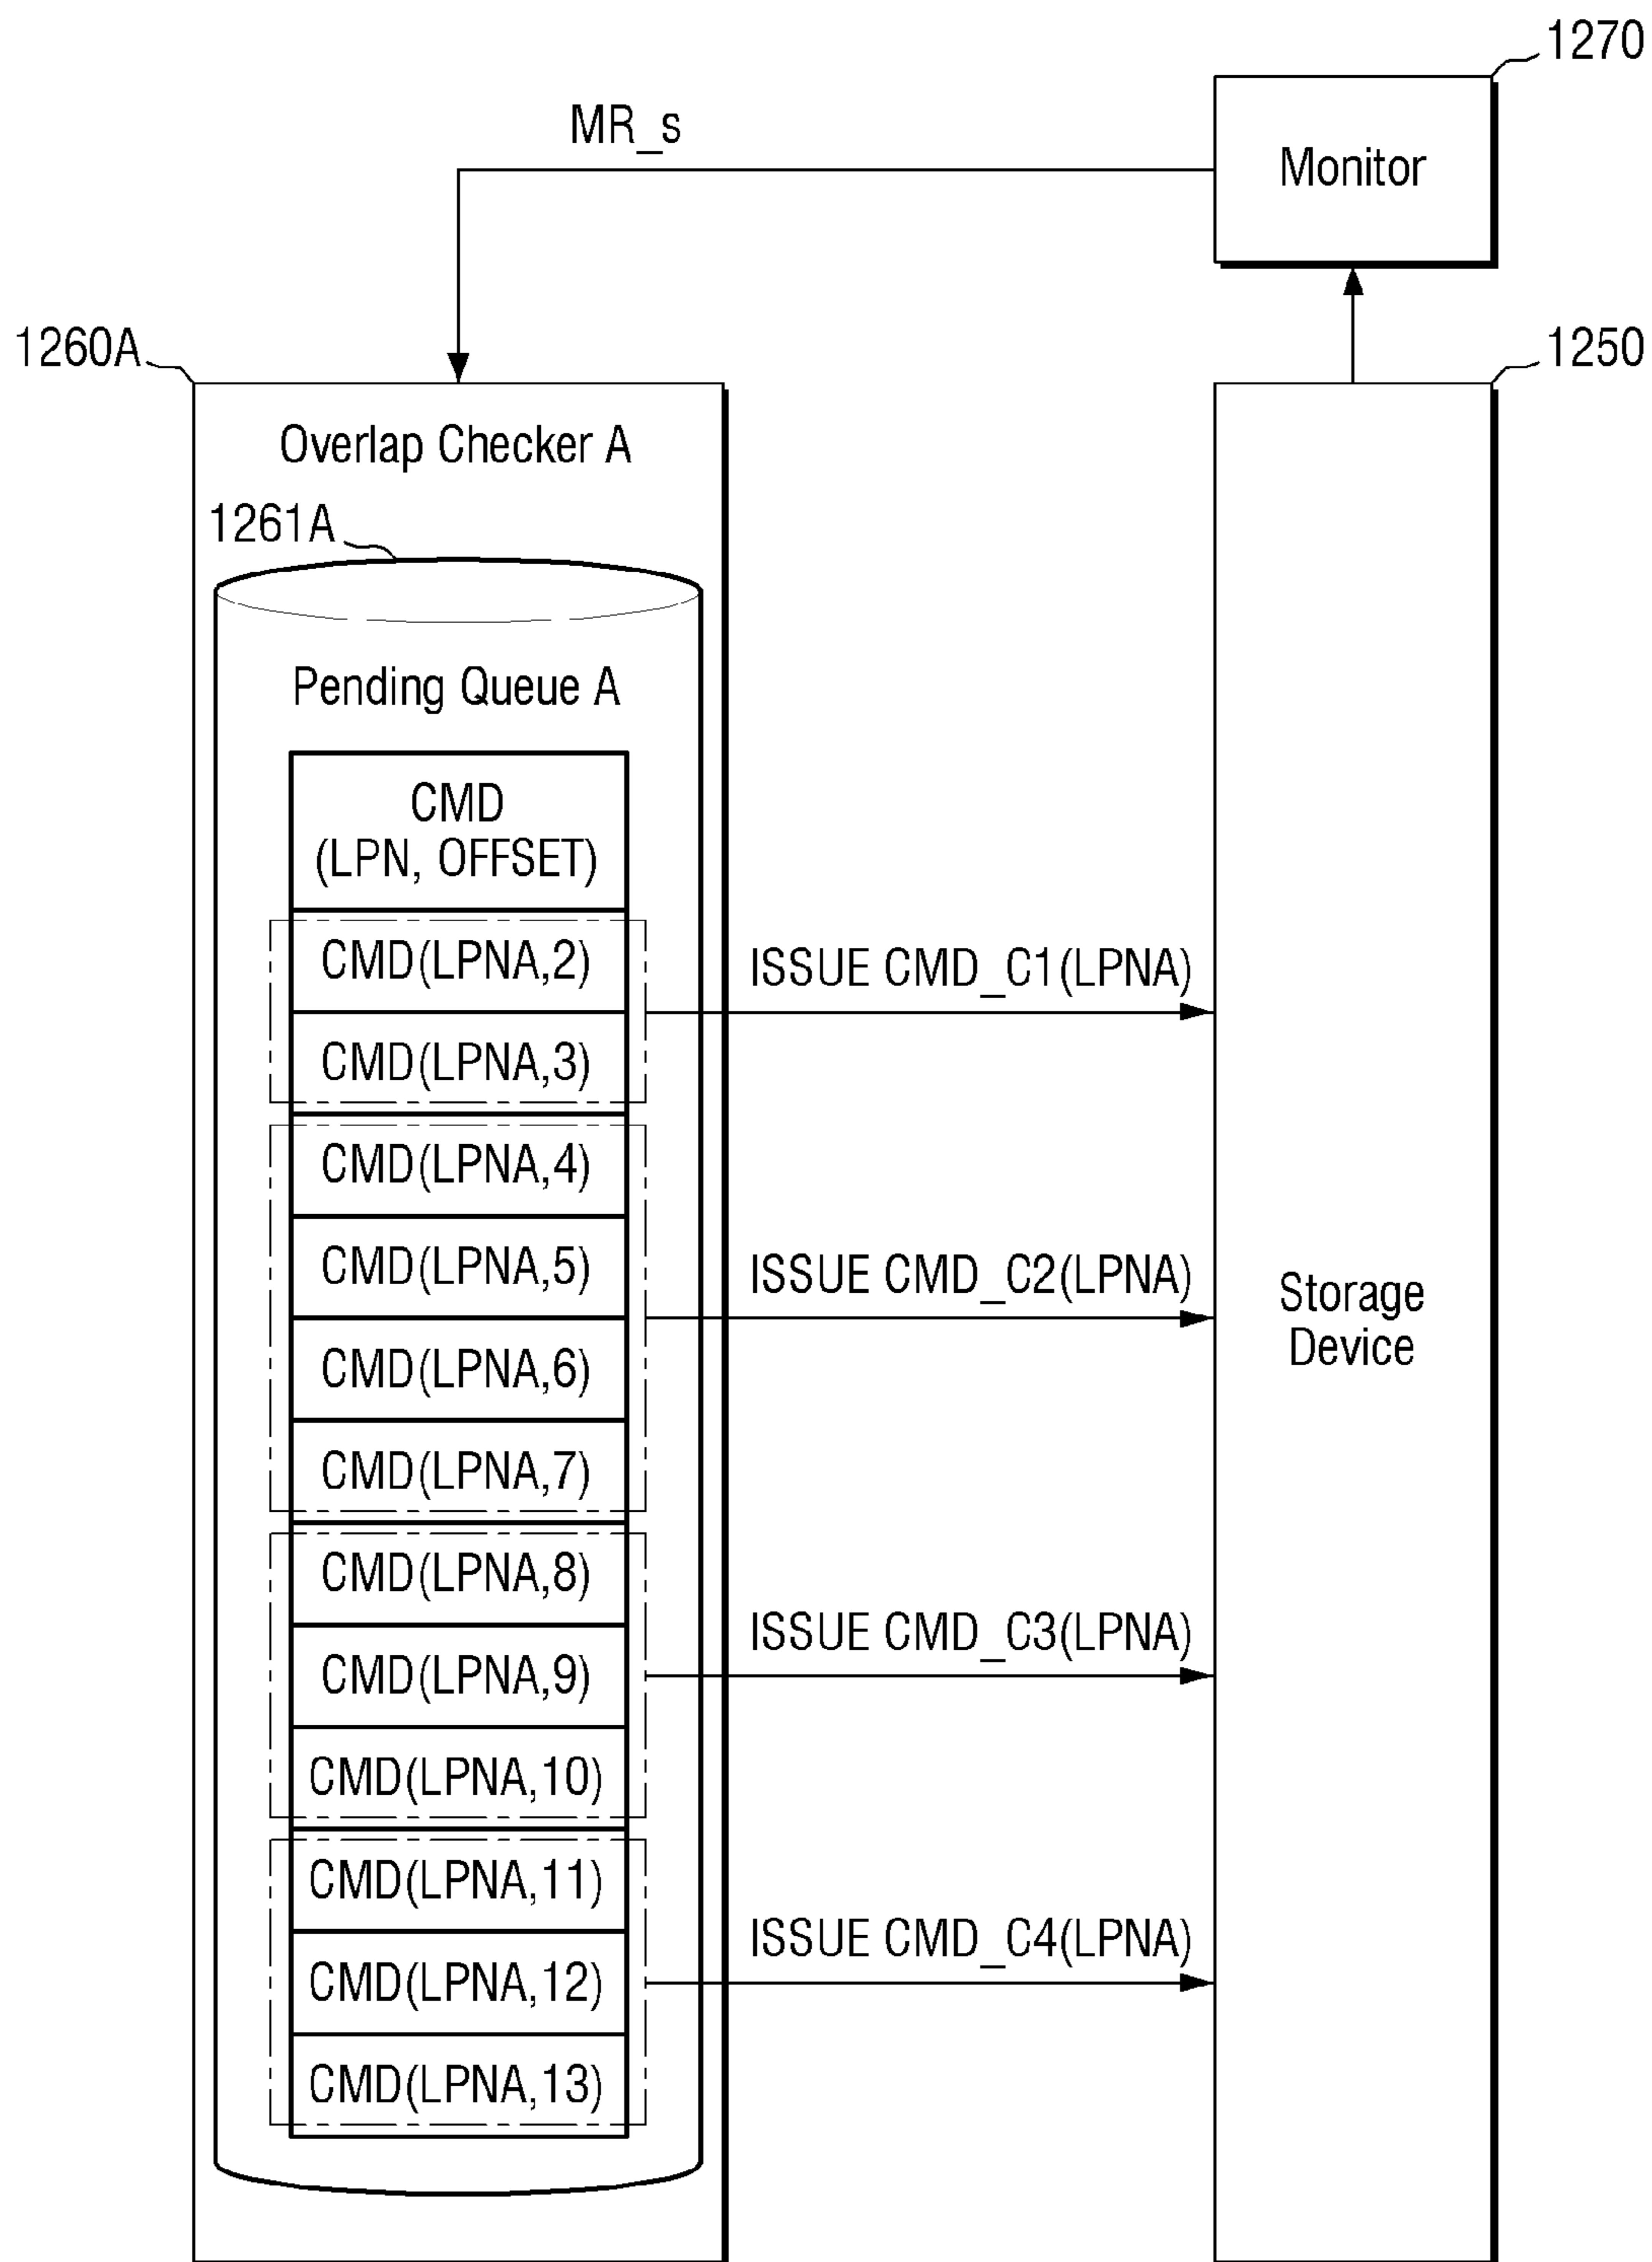 1270
MR_s
Monitor
1260A
1250
Overlap Checker A
1261A
Pending Queue A
CMD
(LPN, OFFSET)
CMD(LPNA,2)
ISSUE CMD_C1(LPNA)
CMD(LPNA,3)
CMD(LPNA,4)
CMD(LPNA,5)
ISSUE CMD_C2(LPNA)
Storage
Device
CMD(LPNA,6)
CMD(LPNA,7)
CMD(LPNA,8)
ISSUE CMD_C3(LPNA)
CMD(LPNA,9)
CMD(LPNA,10)
CMD(LPNA,11)
ISSUE CMD_C4(LPNA)
CMD(LPNA,12)
CMD(LPNA,13)